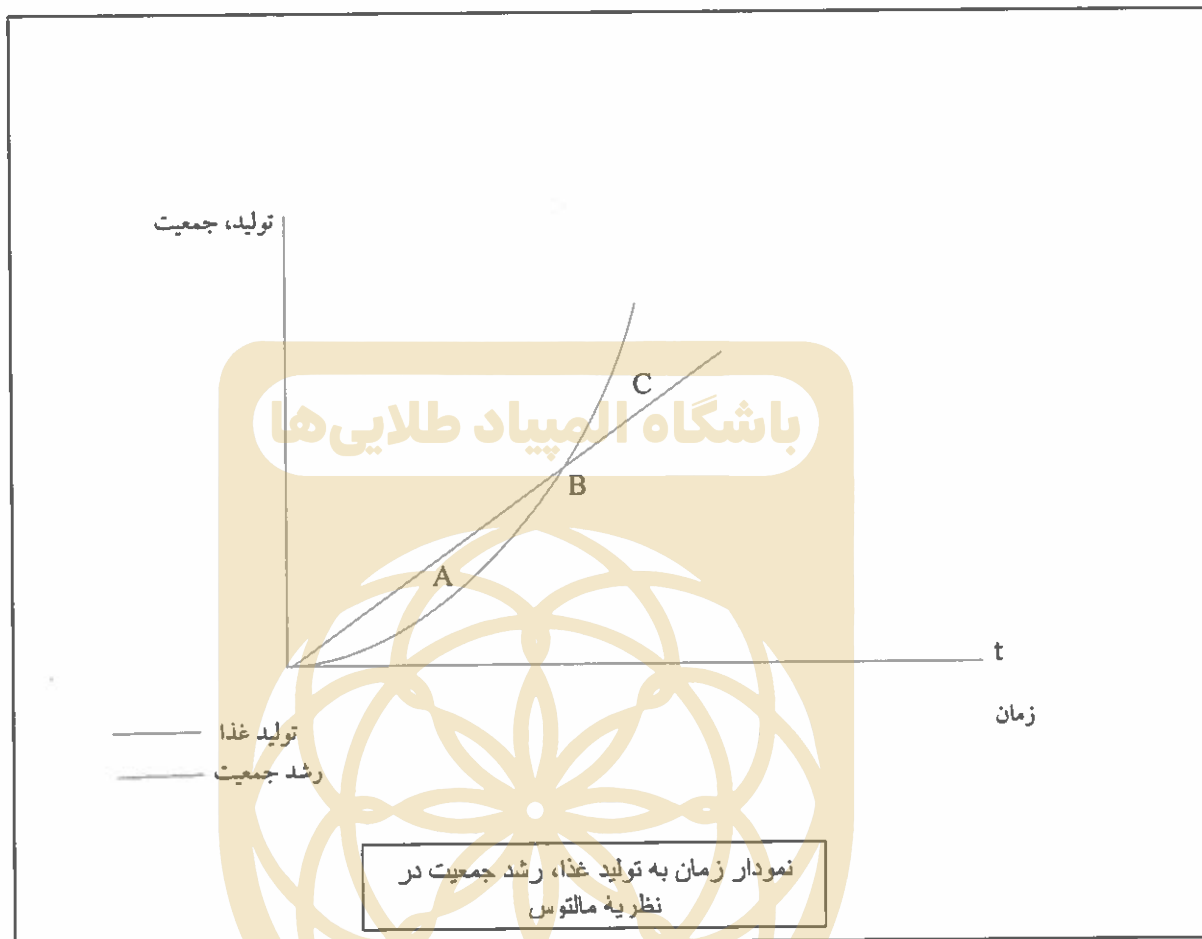 تولید، جمعیت
باشگاه المپیاد طلایی‌ها
C
B
A
t
زمان
تولید غذا
رشد جمعیت
نمودار زمان به تولید غذا، رشد جمعیت در
نظریهٔ مالتوس